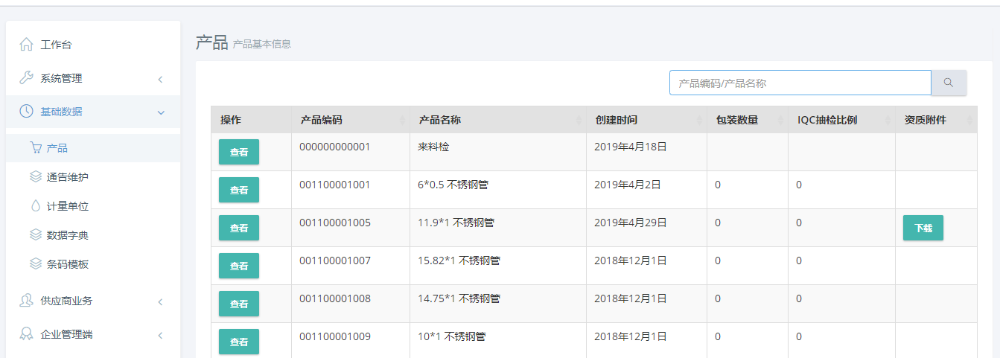 工作台
系统管理
基础数据
产品
通告维护
计量单位
数据字典
条码模板
供应商业务
企业管理端
产品 产品基本信息
产品编码/产品名称
操作 产品编码 产品名称 创建时间 包装数量 IQC抽检比例 资质附件
查看 000000000001 来料检 2019年4月18日
查看 001100001001 6*0.5 不锈钢管 2019年4月2日 0 0
查看 001100001005 11.9*1 不锈钢管 2019年4月29日 0 0 下载
查看 001100001007 15.82*1 不锈钢管 2018年12月1日 0 0
查看 001100001008 14.75*1 不锈钢管 2018年12月1日 0 0
查看 001100001009 10*1 不锈钢管 2018年12月1日 0 0